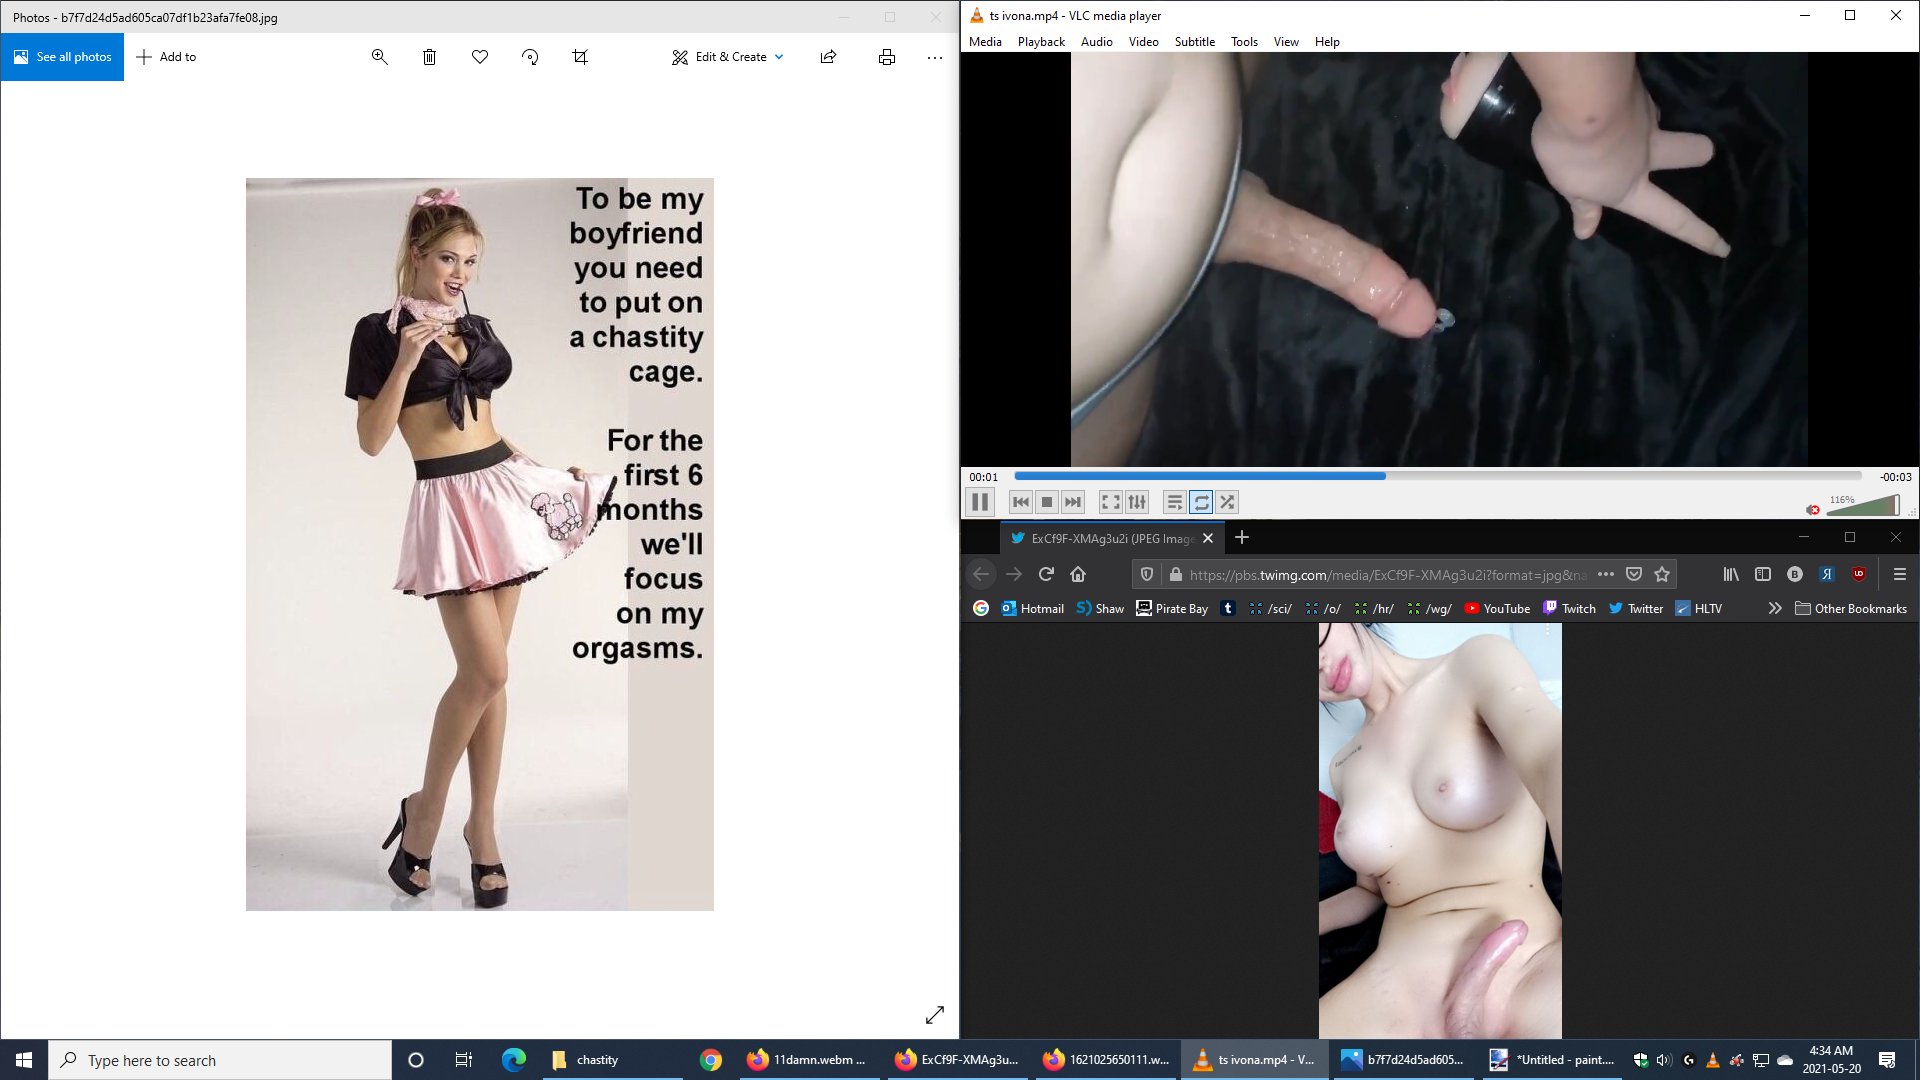 Photos - b7f7d24d5ad605ca07df1b23afa7fe08.jpg
See all photos
Add to
Edit & Create
To be my
boyfriend
you need
to put on
a chastity
cage.
For the
first 6
months
we'll
focus
on my
orgasms.
ts ivona.mp4 - VLC media player
Media Playback Audio Video Subtitle Tools View Help
00:01
-00:03
116%
ExCf9F-XMAg3u2i (JPEG Image
https://pbs.twimg.com/media/ExCf9F-XMAg3u2i?format=jpg&na
Hotmail Shaw Pirate Bay /sci/ /o/ /hr/ /wg/ YouTube Twitch Twitter HLTV Other Bookmarks
Type here to search
chastity
11damn.webm ...
ExCf9F-XMAg3u...
1621025650111.w...
ts ivona.mp4 - V...
b7f7d24d5ad605...
*Untitled - paint....
4:34 AM
2021-05-20